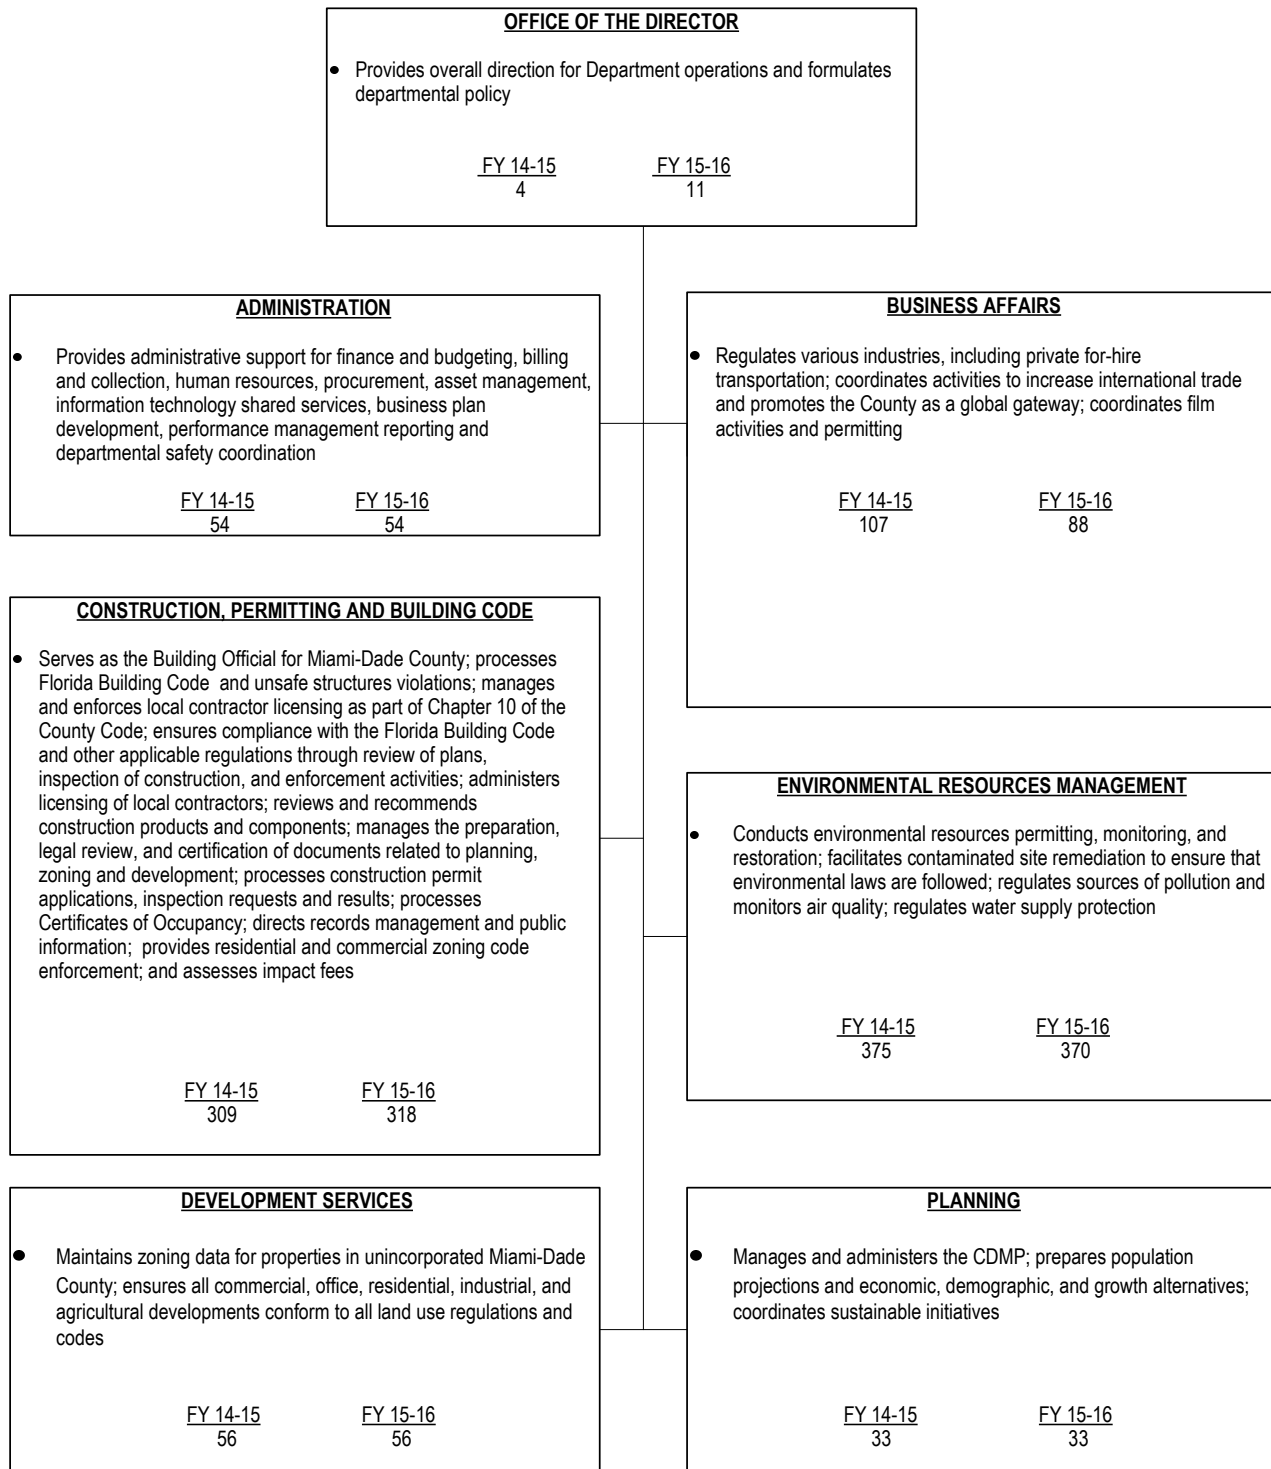 OFFICE OF THE DIRECTOR
• Provides overall direction for Department operations and formulates
departmental policy
FY 14-15 FY 15-16
4 11
ADMINISTRATION
• Provides administrative support for finance and budgeting, billing
and collection, human resources, procurement, asset management,
information technology shared services, business plan
development, performance management reporting and
departmental safety coordination
FY 14-15 FY 15-16
54 54
BUSINESS AFFAIRS
• Regulates various industries, including private for-hire
transportation; coordinates activities to increase international trade
and promotes the County as a global gateway; coordinates film
activities and permitting
FY 14-15 FY 15-16
107 88
CONSTRUCTION, PERMITTING AND BUILDING CODE
• Serves as the Building Official for Miami-Dade County; processes
Florida Building Code and unsafe structures violations; manages
and enforces local contractor licensing as part of Chapter 10 of the
County Code; ensures compliance with the Florida Building Code
and other applicable regulations through review of plans,
inspection of construction, and enforcement activities; administers
licensing of local contractors; reviews and recommends
construction products and components; manages the preparation,
legal review, and certification of documents related to planning,
zoning and development; processes construction permit
applications, inspection requests and results; processes
Certificates of Occupancy; directs records management and public
information; provides residential and commercial zoning code
enforcement; and assesses impact fees
FY 14-15 FY 15-16
309 318
ENVIRONMENTAL RESOURCES MANAGEMENT
• Conducts environmental resources permitting, monitoring, and
restoration; facilitates contaminated site remediation to ensure that
environmental laws are followed; regulates sources of pollution and
monitors air quality; regulates water supply protection
FY 14-15 FY 15-16
375 370
DEVELOPMENT SERVICES
• Maintains zoning data for properties in unincorporated Miami-Dade
County; ensures all commercial, office, residential, industrial, and
agricultural developments conform to all land use regulations and
codes
FY 14-15 FY 15-16
56 56
PLANNING
• Manages and administers the CDMP; prepares population
projections and economic, demographic, and growth alternatives;
coordinates sustainable initiatives
FY 14-15 FY 15-16
33 33